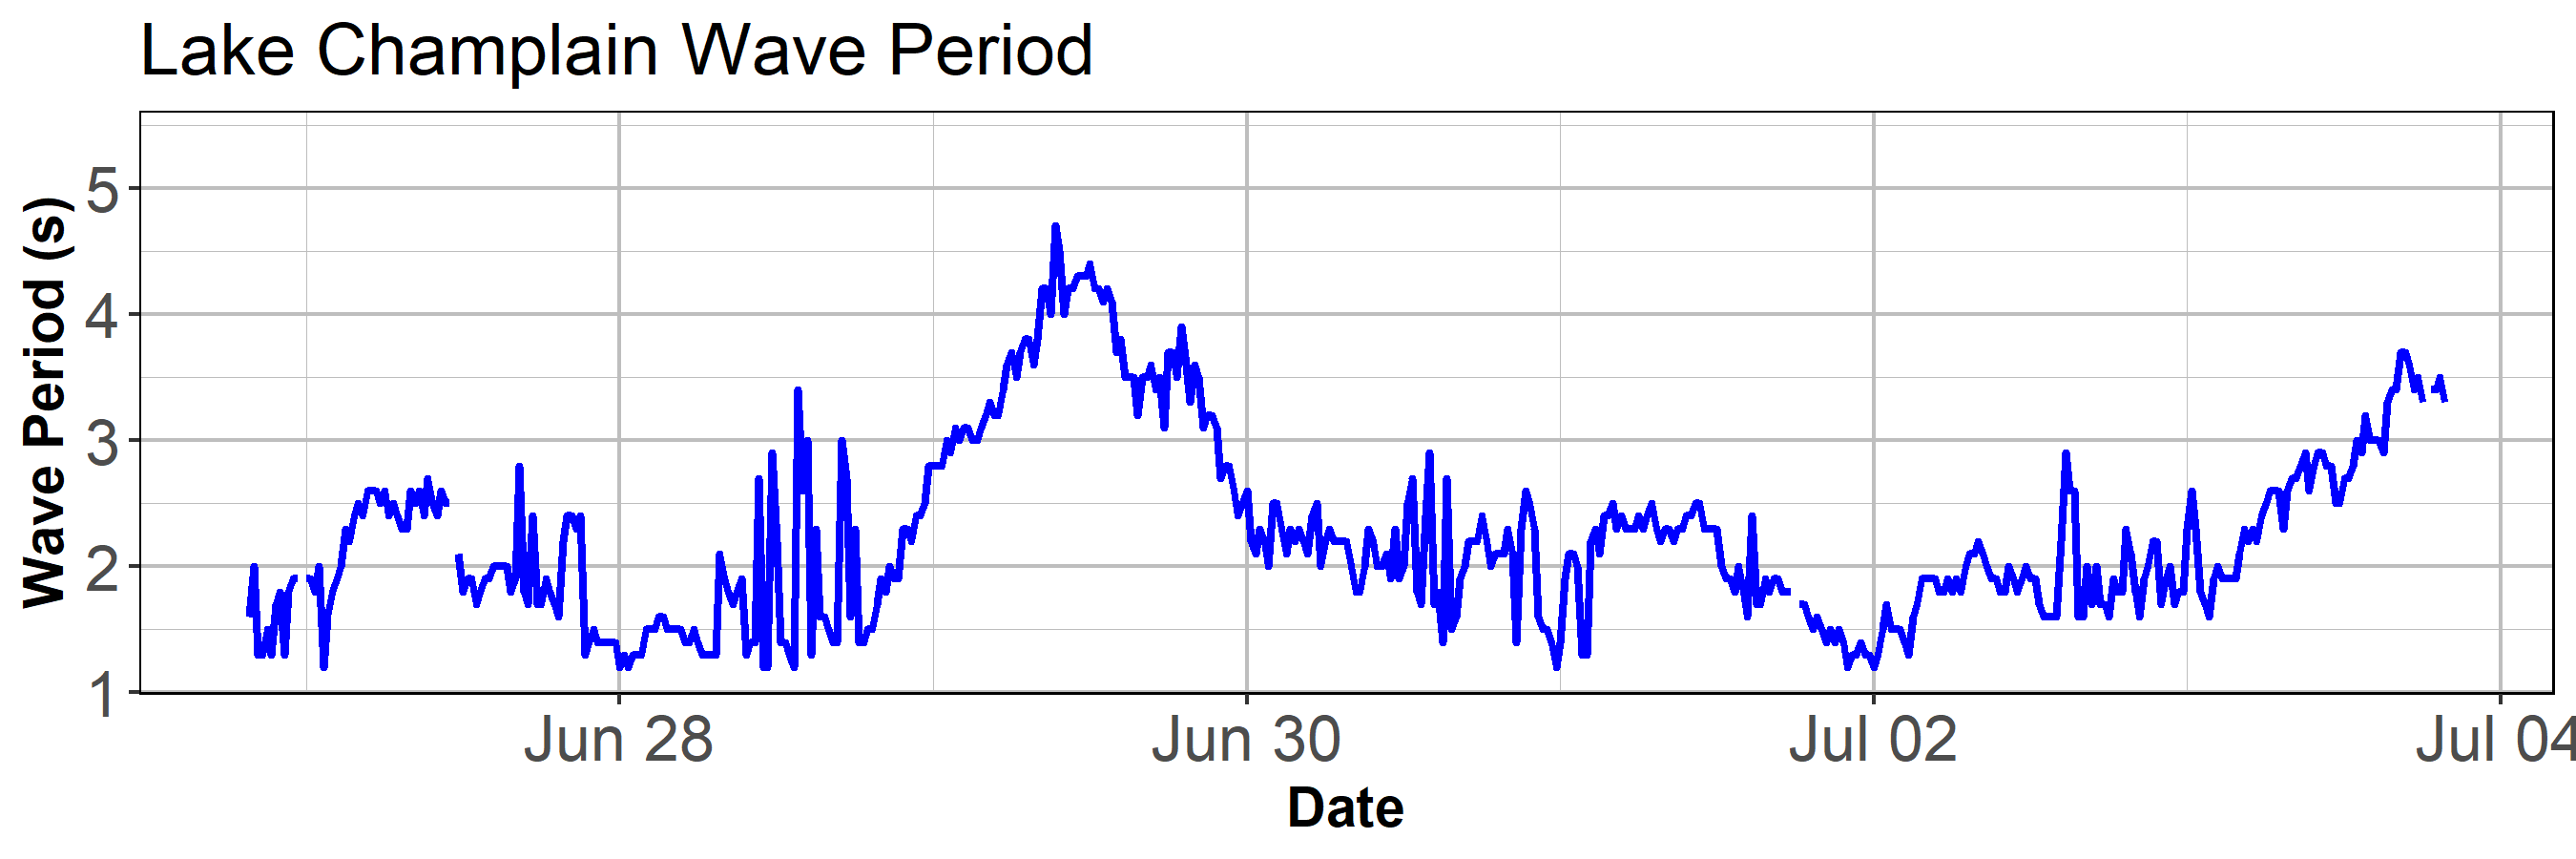 Lake Champlain Wave Period
Wave Period (s)
5
4
3
2
1
Jun 28
Jun 30
Jul 02
Jul 04
Date